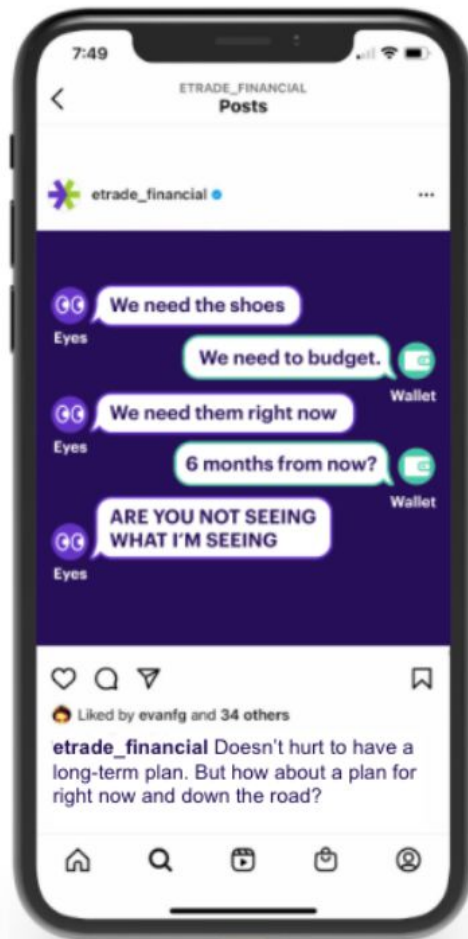 7:49
ETRADE_FINANCIAL
Posts
etrade_financial
We need the shoes
Eyes
We need to budget.
Wallet
We need them right now
Eyes
6 months from now?
Wallet
ARE YOU NOT SEEING
WHAT I'M SEEING
Eyes
Liked by evanfg and 34 others
etrade_financial Doesn't hurt to have a
long-term plan. But how about a plan for
right now and down the road?